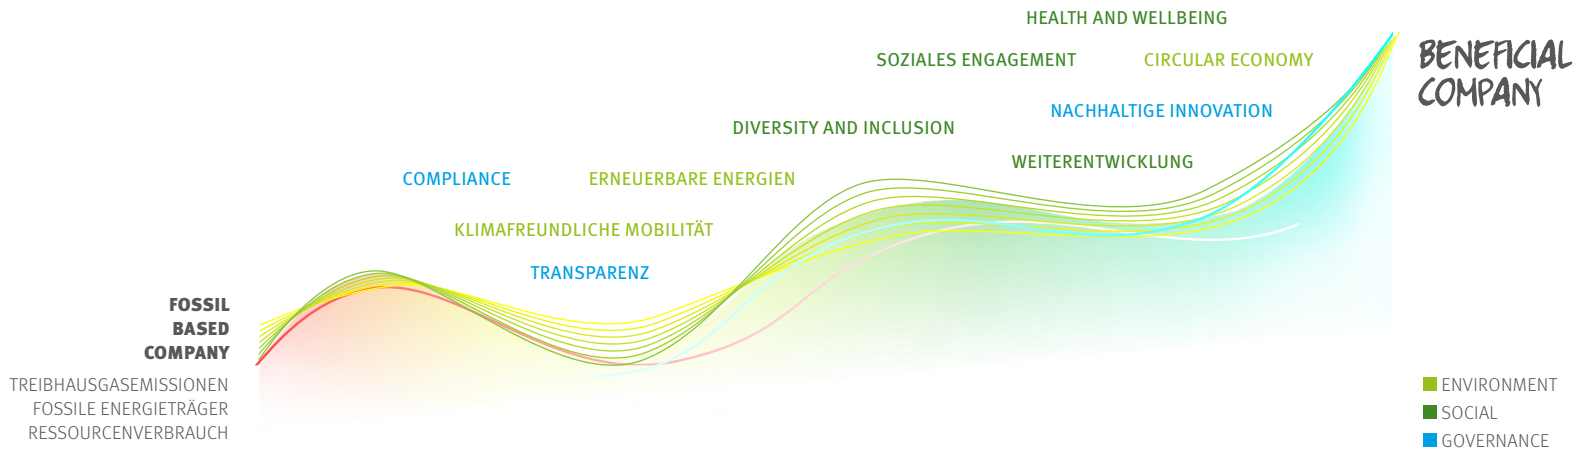 HEALTH AND WELLBEING
SOZIALES ENGAGEMENT
CIRCULAR ECONOMY
BENEFICIAL
COMPANY
NACHHALTIGE INNOVATION
DIVERSITY AND INCLUSION
WEITERENTWICKLUNG
COMPLIANCE
ERNEUERBARE ENERGIEN
KLIMAFREUNDLICHE MOBILITÄT
TRANSPARENZ
FOSSIL
BASED
COMPANY
TREIBHAUSGASEMISSIONEN
FOSSILE ENERGIETRÄGER
RESSOURCENVERBRAUCH
ENVIRONMENT
SOCIAL
GOVERNANCE